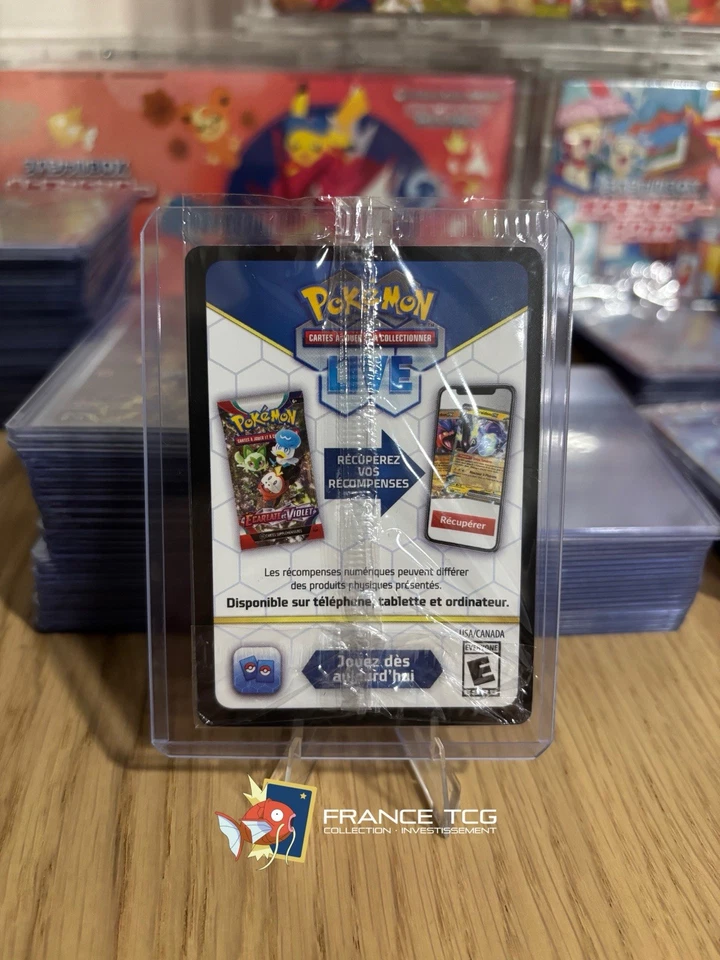 POKÉMON
CARTES À JOUER ET À COLLECTIONNER
LIVE
POKÉMON
ÉCARLATE ET VIOLET
RÉCUPÉREZ
VOS
RÉCOMPENSES
Récupérer
Les récompenses numériques peuvent différer
des produits physiques présentés.
Disponible sur téléphone, tablette et ordinateur.
Jouez dès
aujourd'hui
USA/CANADA
EVERYONE
E
FRANCE TCG
COLLECTION - INVESTISSEMENT